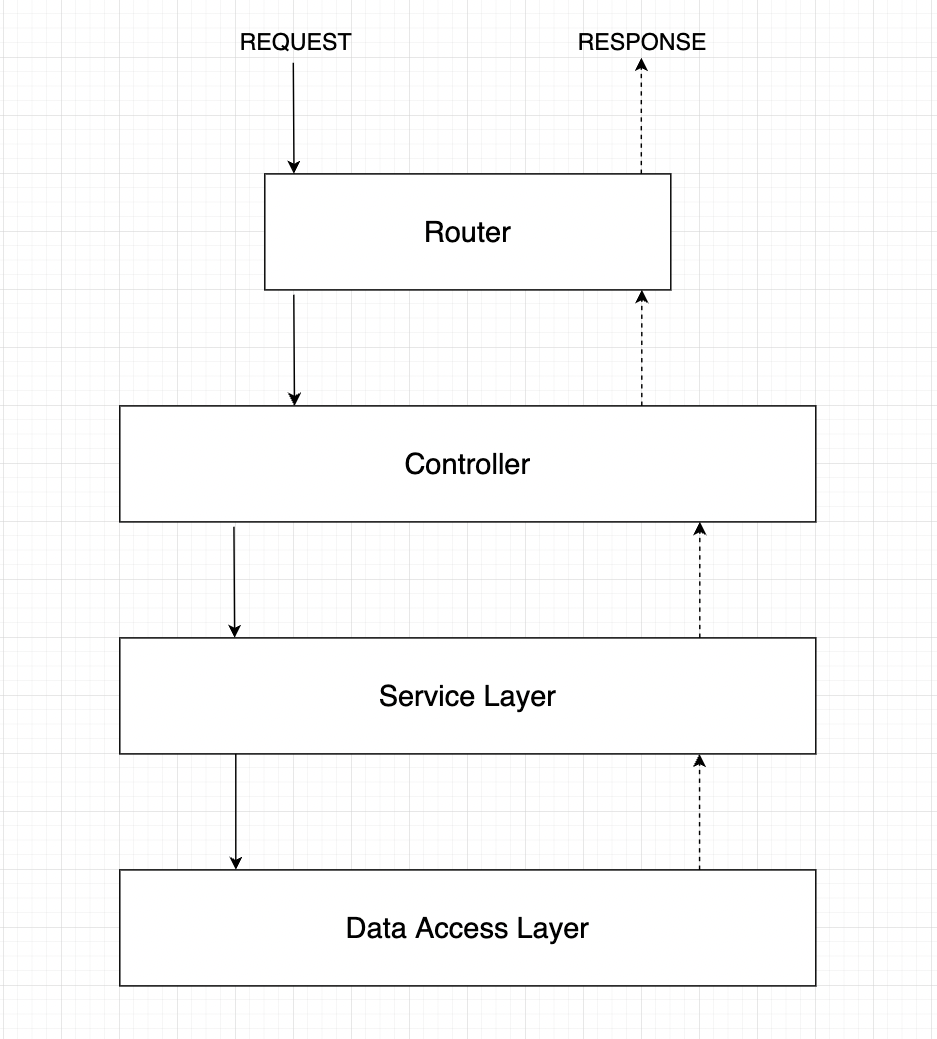 REQUEST
RESPONSE
Router
Controller
Service Layer
Data Access Layer